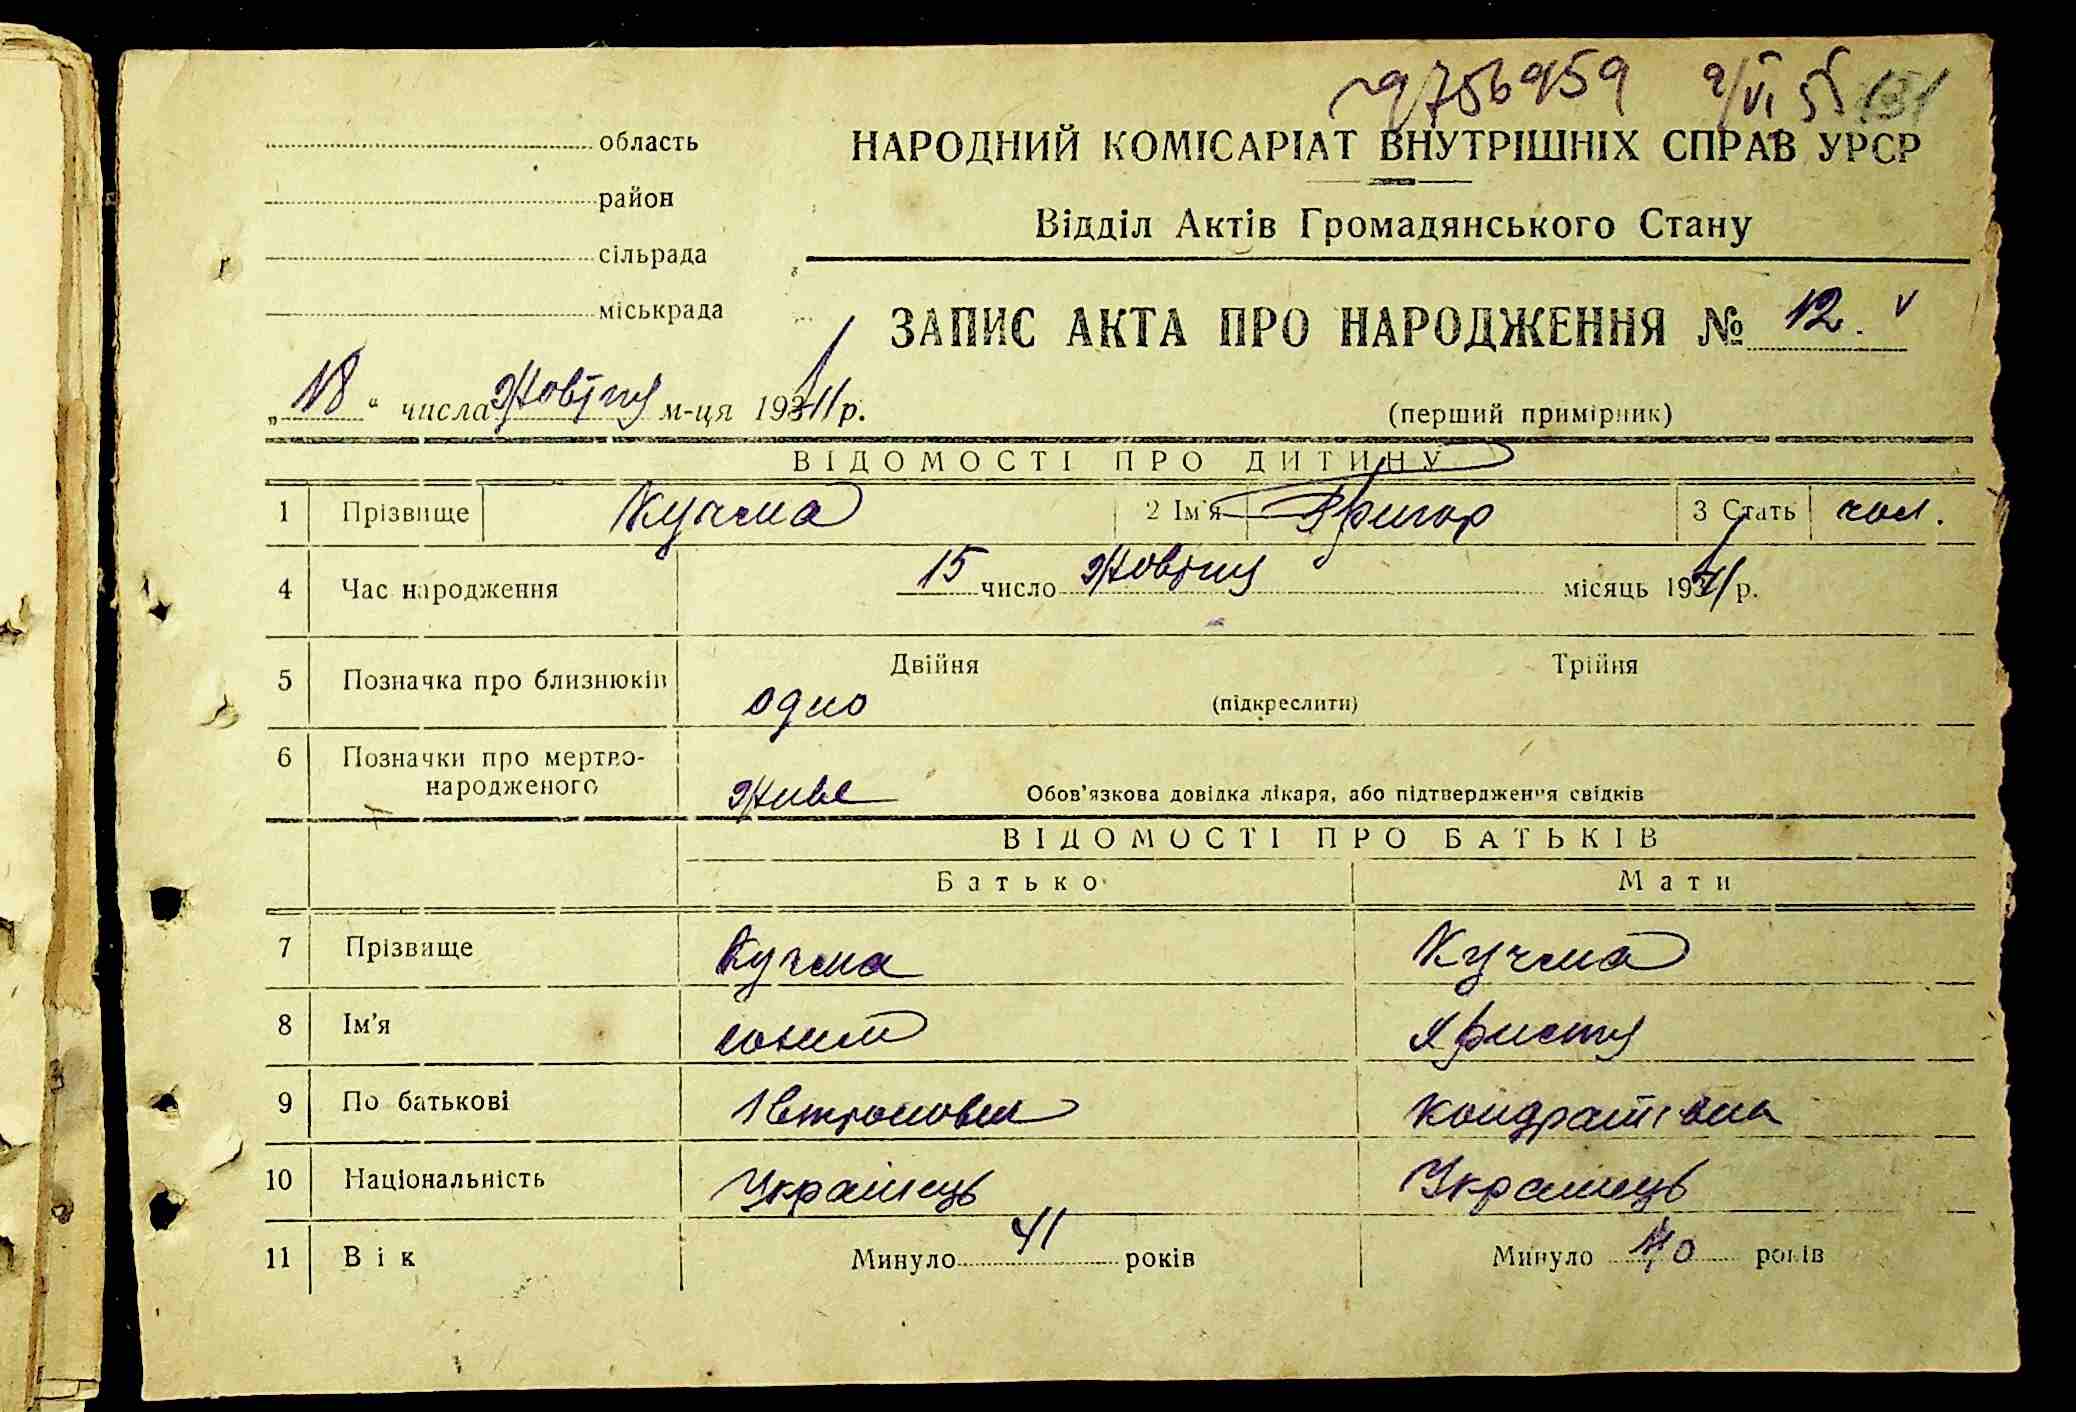 9756959 9/VI 55 131
область НАРОДНИЙ КОМІСАРІАТ ВНУТРІШНІХ СПРАВ УРСР
район
Відділ Актів Громадянського Стану
сільрада
міськрада
ЗАПИС АКТА ПРО НАРОДЖЕННЯ № 12.
„18“ числа Жовтня м-ця 1941 р.
(перший примірник)
ВІДОМОСТІ ПРО ДИТИНУ
1 Прізвище Кучма 2 Ім'я Григор 3 Стать чол.
4 Час народження 15 число Жовтня місяць 1941 р.
Двійня Трійня
5 Позначка про близнюків одно (підкреслити)
6 Позначки про мертво-
народженого живе Обов'язкова довідка лікаря, або підтвердження свідків
ВІДОМОСТІ ПРО БАТЬКІВ
Батько Мати
7 Прізвище Кучма Кучма
8 Ім'я Христя
9 По батькові Кондратівна
10 Національність Українець Українець
11 Вік Минуло 41 років Минуло 40 років